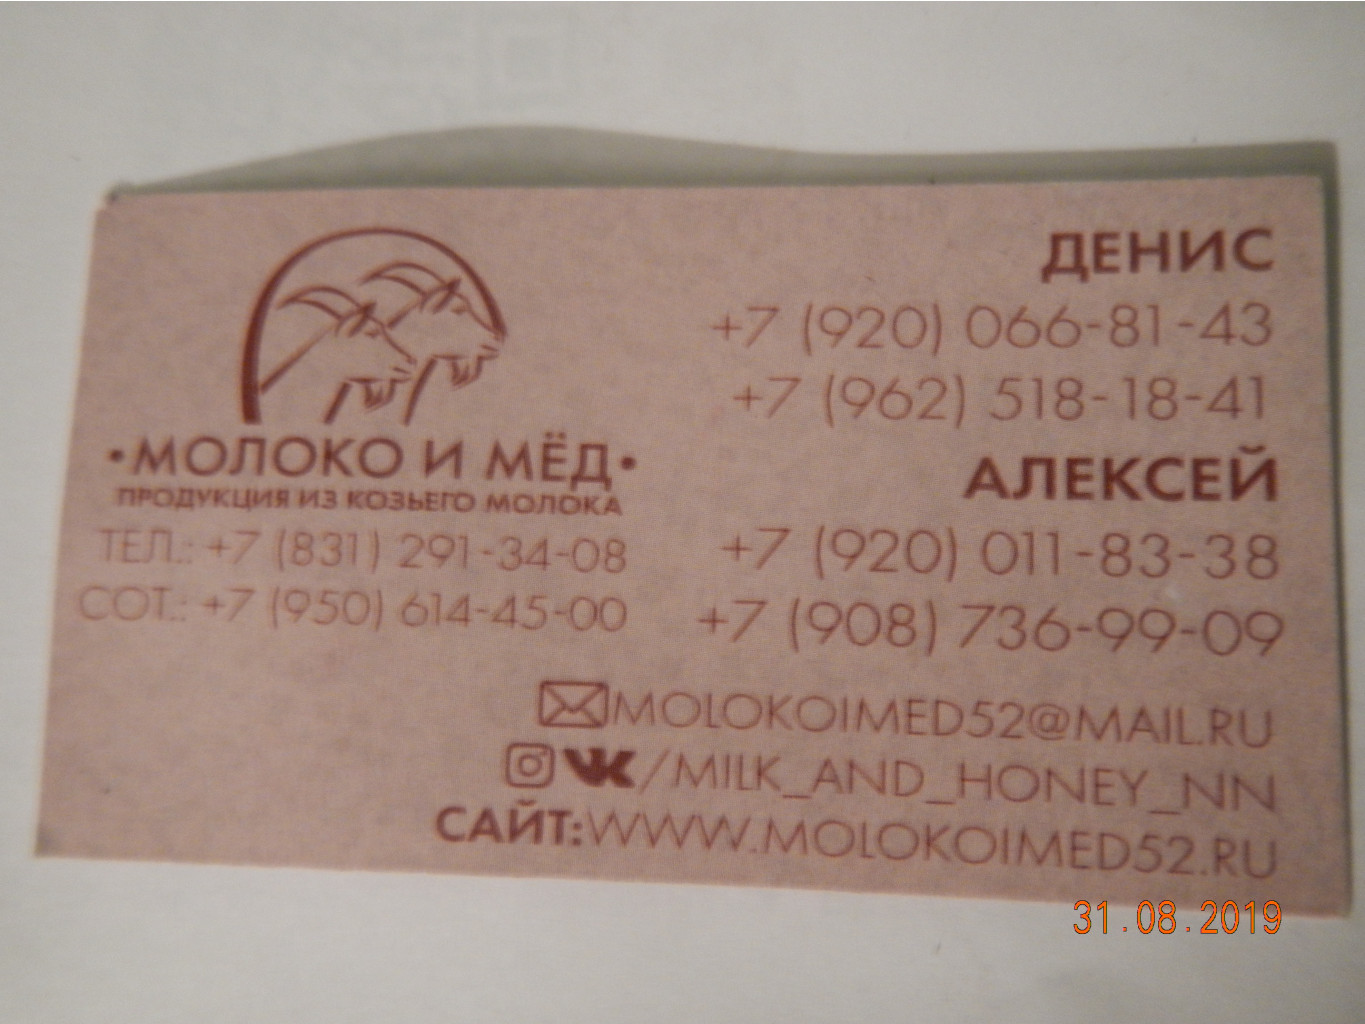 ·МОЛОКО И МЁД·
ПРОДУКЦИЯ ИЗ КОЗЬЕГО МОЛОКА
ТЕЛ.: +7 (831) 291-34-08
СОТ.: +7 (950) 614-45-00
ДЕНИС
+7 (920) 066-81-43
+7 (962) 518-18-41
АЛЕКСЕЙ
+7 (920) 011-83-38
+7 (908) 736-99-09
MOLOKOIMED52@MAIL.RU
VK/MILK_AND_HONEY_NN
САЙТ:WWW.MOLOKOIMED52.RU
31.08.2019